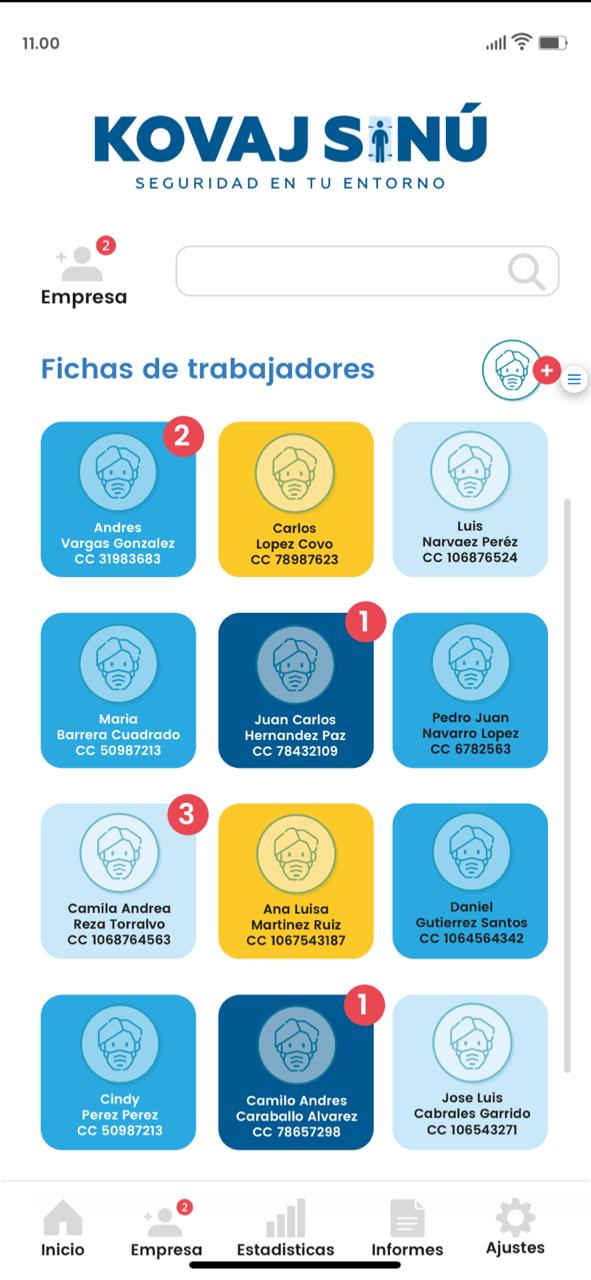 11.00
KOVAJ SINÚ
SEGURIDAD EN TU ENTORNO
2
Empresa
Fichas de trabajadores
+
2
Andres
Vargas Gonzalez
CC 31983683
Carlos
Lopez Covo
CC 78987623
Luis
Narvaez Peréz
CC 106876524
Maria
Barrera Cuadrado
CC 50987213
1
Juan Carlos
Hernandez Paz
CC 78432109
Pedro Juan
Navarro Lopez
CC 6782563
3
Camila Andrea
Reza Torralvo
CC 1068764563
Ana Luisa
Martinez Ruiz
CC 1067543187
Daniel
Gutierrez Santos
CC 1064564342
Cindy
Perez Perez
CC 50987213
1
Camilo Andres
Caraballo Alvarez
CC 78657298
Jose Luis
Cabrales Garrido
CC 106543271
Inicio
2
Empresa
Estadisticas
Informes
Ajustes